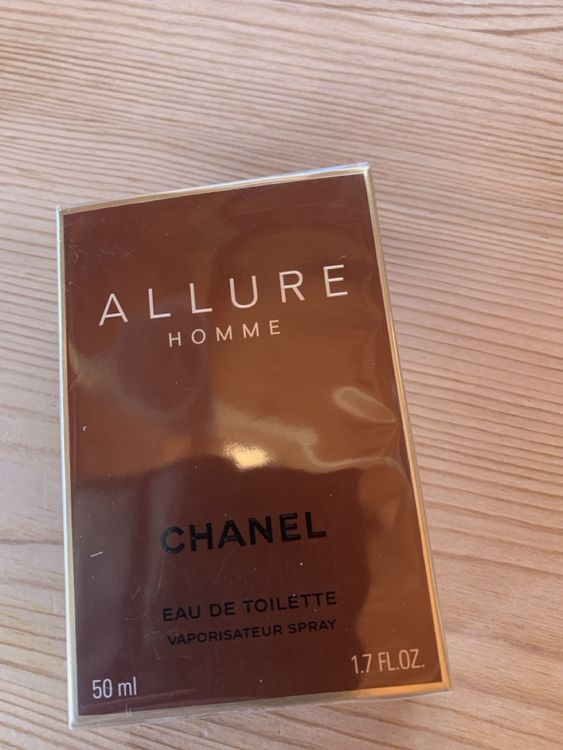 ALLURE
HOMME
CHANEL
EAU DE TOILETTE
VAPORISATEUR SPRAY
50 ml
1.7 FL.OZ.